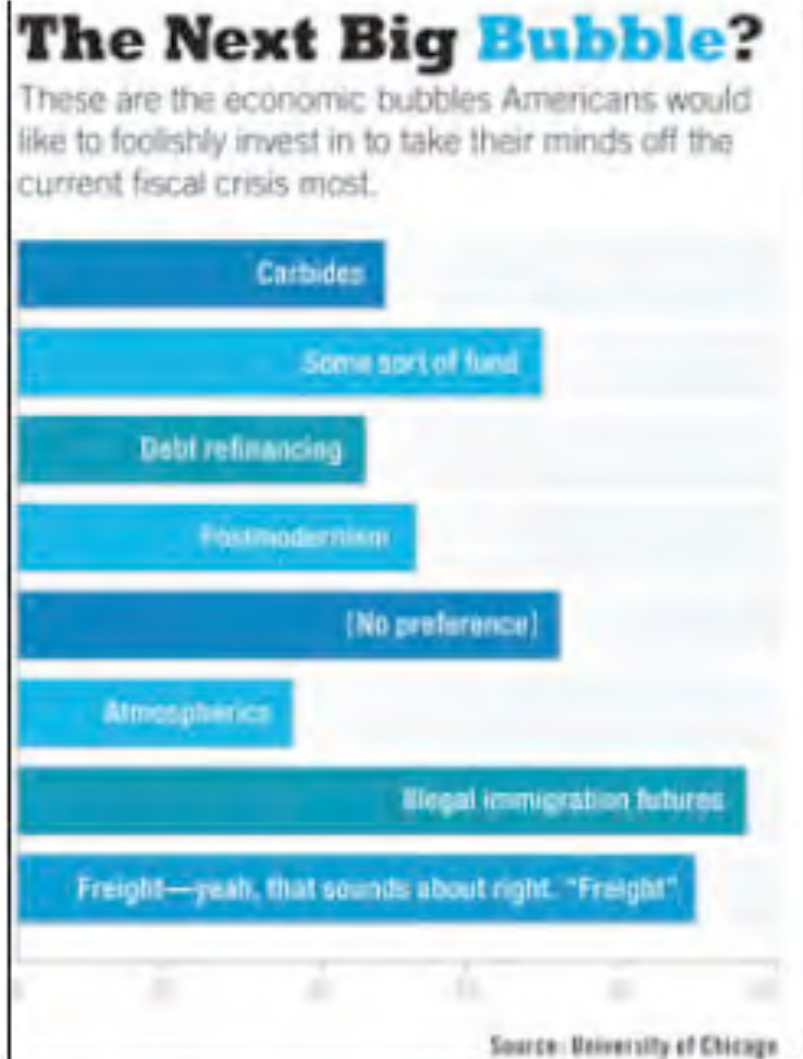 The Next Big Bubble?
These are the economic bubbles Americans would
like to foolishly invest in to take their minds off the
current fiscal crisis most.
Carbides
Some sort of fund
Debt refinancing
Postmodernism
(No preference)
Atmospherics
Illegal immigration futures
Freight—yeah, that sounds about right. "Freight"
Source: University of Chicago